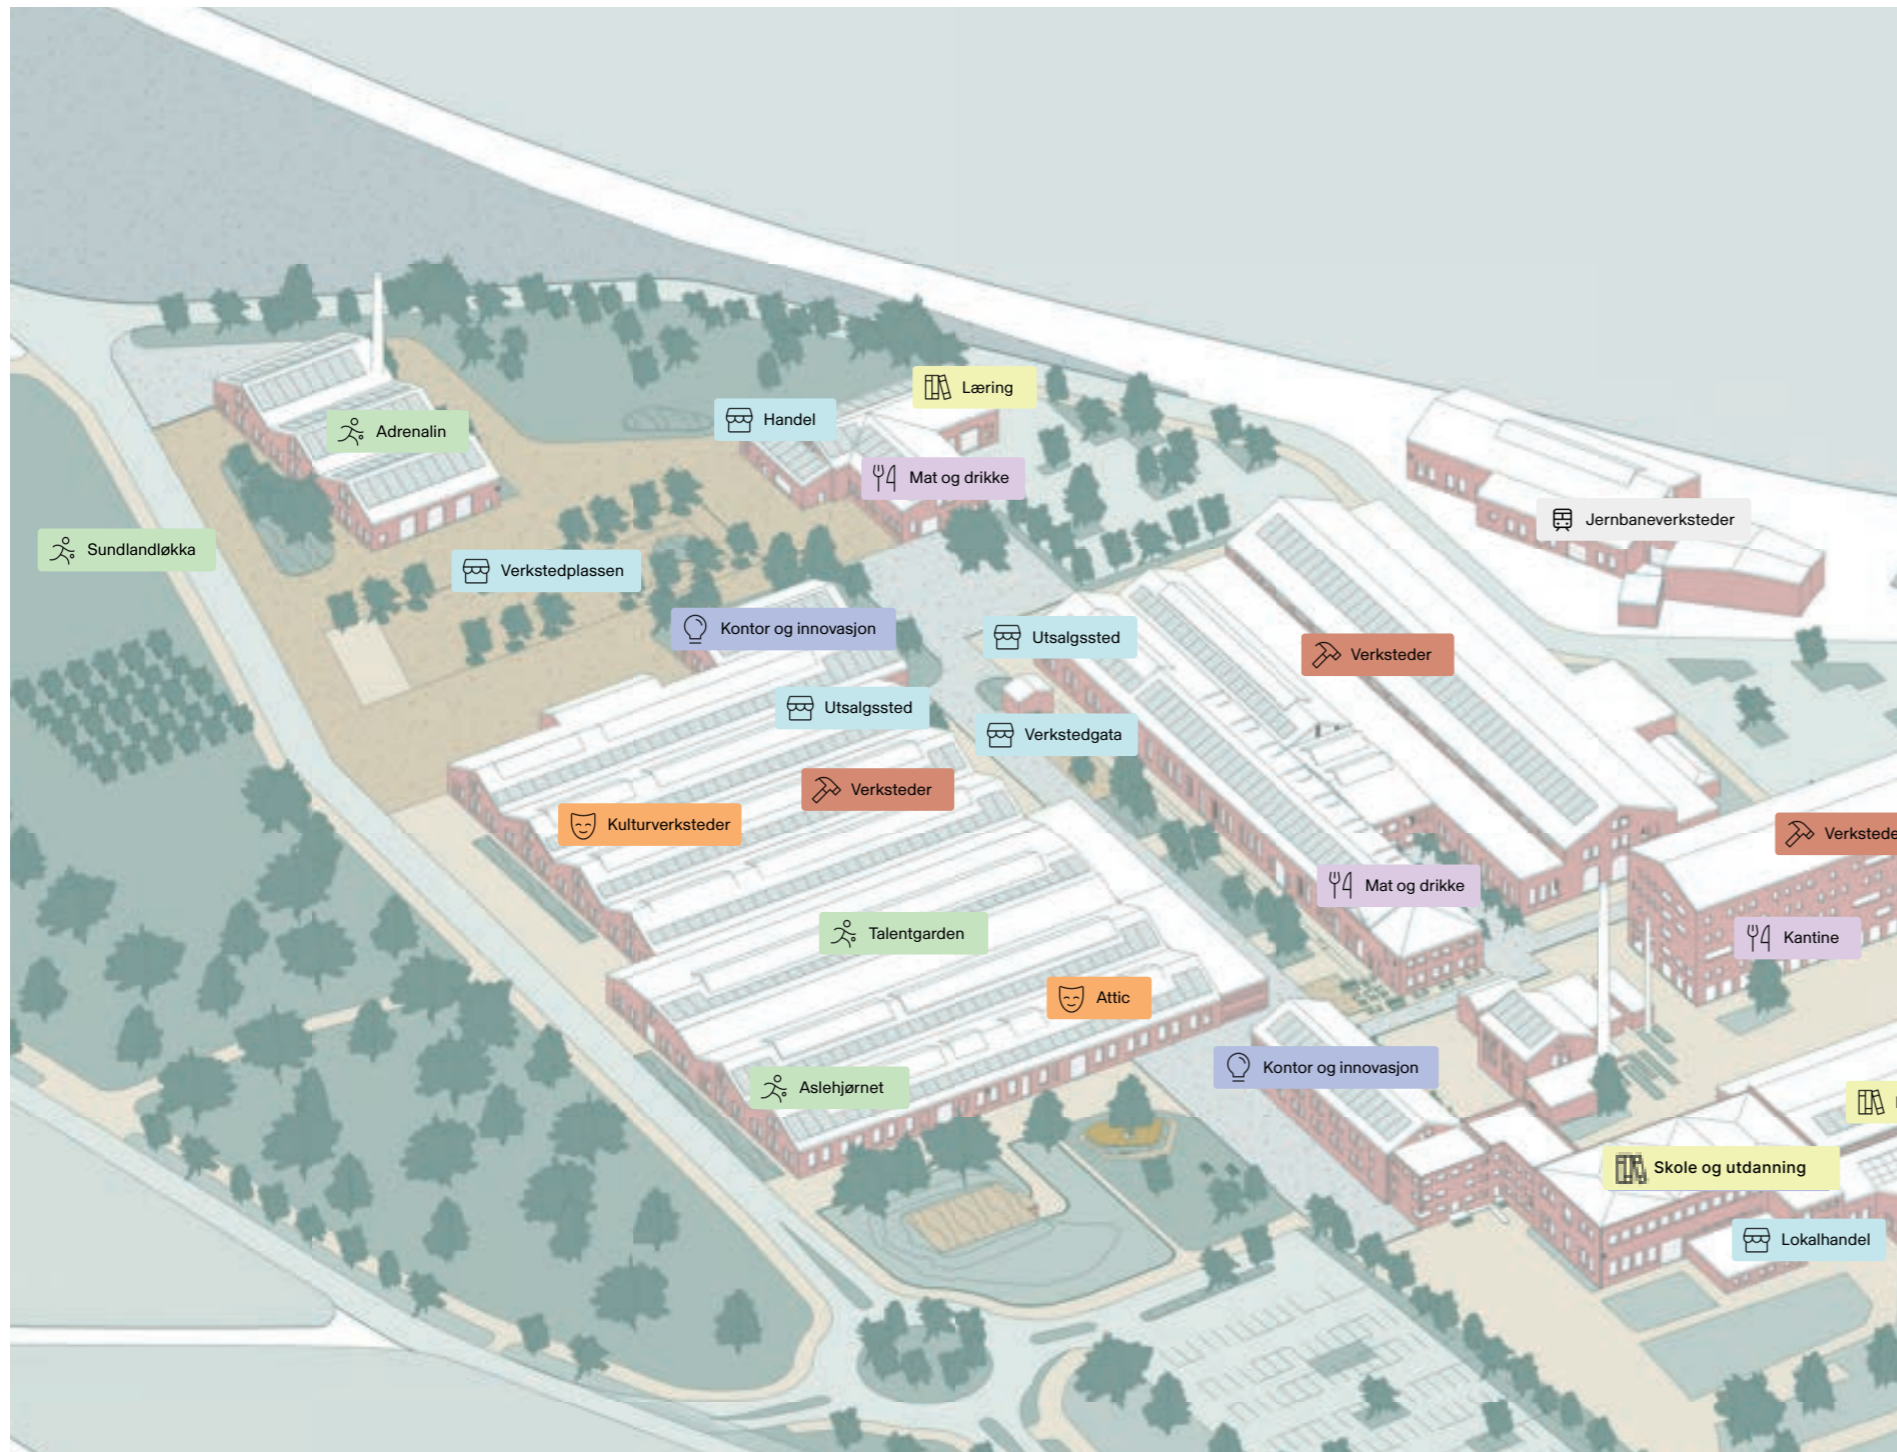 Læring
Handel
Adrenalin
Mat og drikke
Jernbaneverksteder
Sundlandløkka
Verkstedplassen
Kontor og innovasjon
Utsalgssted
Verksteder
Utsalgssted
Verkstedgata
Verksteder
Kulturverksteder
Verkstede
Mat og drikke
Talentgarden
Kantine
Attic
Kontor og innovasjon
Aslehjørnet
Skole og utdanning
Lokalhandel